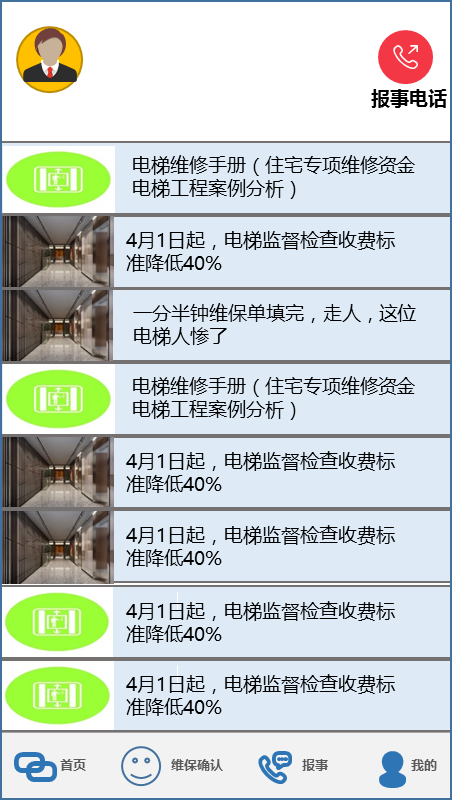 报事电话
电梯维修手册（住宅专项维修资金
电梯工程案例分析）
4月1日起，电梯监督检查收费标
准降低40%
一分半钟维保单填完，走人，这位
电梯人惨了
电梯维修手册（住宅专项维修资金
电梯工程案例分析）
4月1日起，电梯监督检查收费标
准降低40%
4月1日起，电梯监督检查收费标
准降低40%
4月1日起，电梯监督检查收费标
准降低40%
4月1日起，电梯监督检查收费标
准降低40%
首页 维保确认 报事 我的